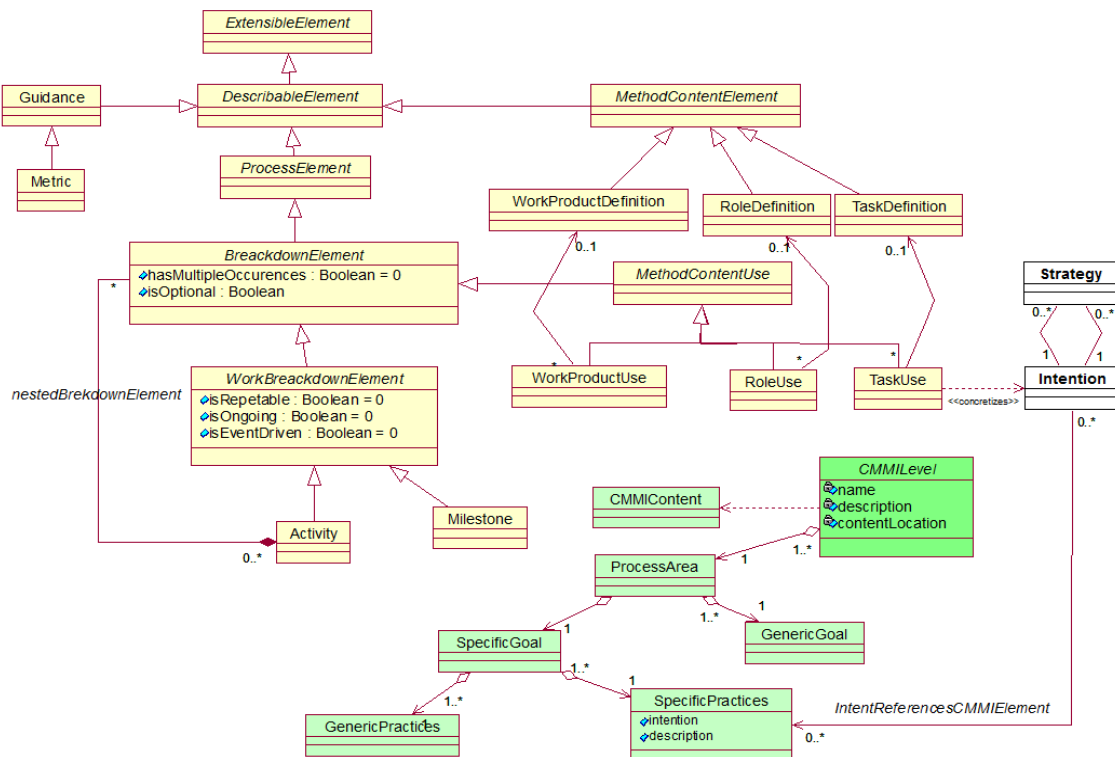 ExtensibleElement
Guidance
DescribableElement
MethodContentElement
Metric
ProcessElement
WorkProductDefinition
RoleDefinition
TaskDefinition
0..1
0..1
0..1
BreackdownElement
hasMultipleOccurences : Boolean = 0
isOptional : Boolean
*
MethodContentUse
Strategy
0..*
0..*
1
1
nestedBrekdownElement
WorkBreackdownElement
isRepetable : Boolean = 0
isOngoing : Boolean = 0
isEventDriven : Boolean = 0
*
*
*
WorkProductUse
RoleUse
TaskUse
Intention
<<concretizes>>
0..*
CMMILevel
name
description
contentLocation
CMMIContent
Milestone
Activity
0..*
1..*
1
ProcessArea
1
1..*
1
GenericGoal
SpecificGoal
1..*
1..*
1
SpecificPractices
intention
description
GenericPractices
1
IntentReferencesCMMIElement
0..*